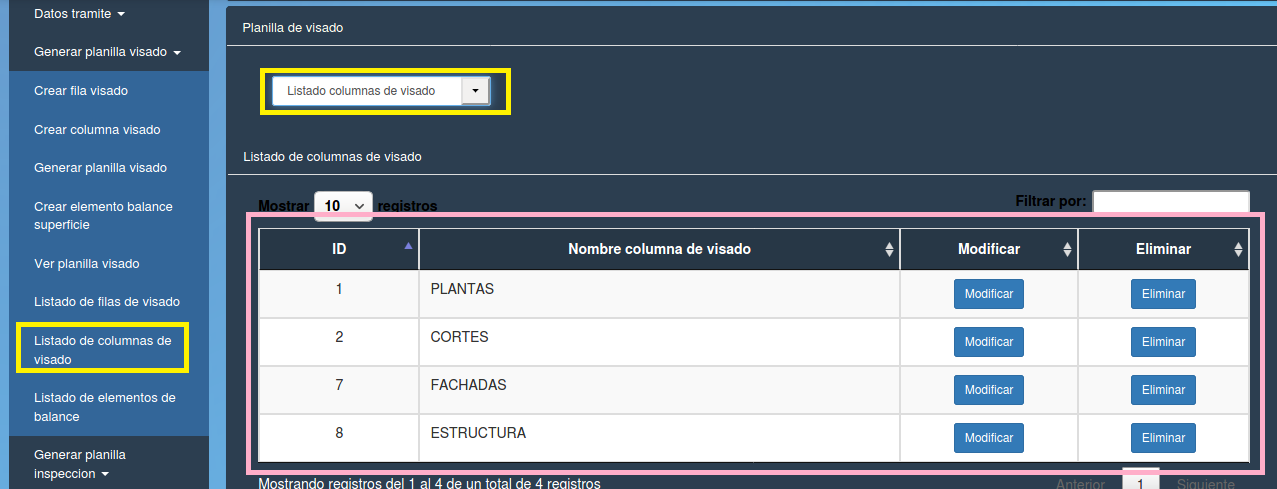 Datos tramite
Generar planilla visado
Crear fila visado
Crear columna visado
Generar planilla visado
Crear elemento balance
superficie
Ver planilla visado
Listado de filas de visado
Listado de columnas de
visado
Listado de elementos de
balance
Generar planilla
inspeccion
Planilla de visado
Listado columnas de visado
Listado de columnas de visado
Mostrar 10 registros
Filtrar por:
ID Nombre columna de visado Modificar Eliminar
1 PLANTAS Modificar Eliminar
2 CORTES Modificar Eliminar
7 FACHADAS Modificar Eliminar
8 ESTRUCTURA Modificar Eliminar
Mostrando registros del 1 al 4 de un total de 4 registros
Anterior 1 Siguiente